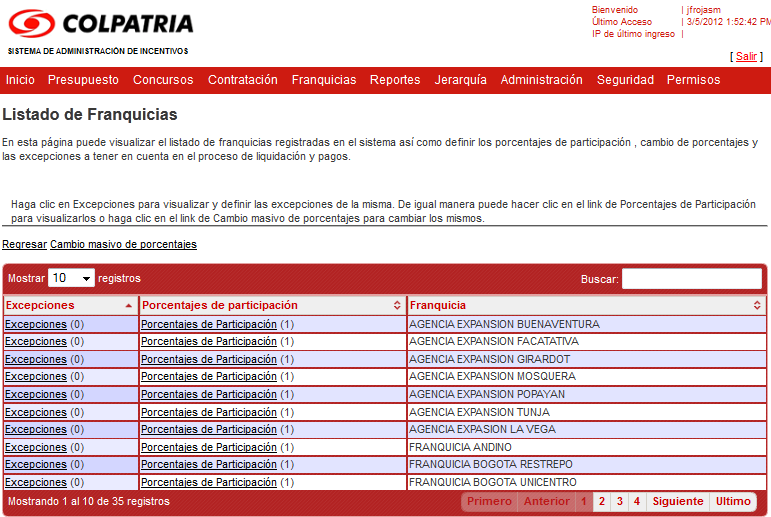 COLPATRIA
SISTEMA DE ADMINISTRACIÓN DE INCENTIVOS
Bienvenido | jfrojasm
Último Acceso | 3/5/2012 1:52:42 PM
IP de último ingreso |
[ Salir ]
Inicio Presupuesto Concursos Contratación Franquicias Reportes Jerarquía Administración Seguridad Permisos
Listado de Franquicias
En esta página puede visualizar el listado de franquicias registradas en el sistema así como definir los porcentajes de participación , cambio de porcentajes y
las excepciones a tener en cuenta en el proceso de liquidación y pagos.
Haga clic en Excepciones para visualizar y definir las excepciones de la misma. De igual manera puede hacer clic en el link de Porcentajes de Participación
para visualizarlos o haga clic en el link de Cambio masivo de porcentajes para cambiar los mismos.
Regresar Cambio masivo de porcentajes
Mostrar 10 registros Buscar:
Excepciones Porcentajes de participación Franquicia
Excepciones (0) Porcentajes de Participación (1) AGENCIA EXPANSION BUENAVENTURA
Excepciones (0) Porcentajes de Participación (1) AGENCIA EXPANSION FACATATIVA
Excepciones (0) Porcentajes de Participación (1) AGENCIA EXPANSION GIRARDOT
Excepciones (0) Porcentajes de Participación (1) AGENCIA EXPANSION MOSQUERA
Excepciones (0) Porcentajes de Participación (1) AGENCIA EXPANSION POPAYAN
Excepciones (0) Porcentajes de Participación (1) AGENCIA EXPANSION TUNJA
Excepciones (0) Porcentajes de Participación (1) AGENCIA EXPASION LA VEGA
Excepciones (0) Porcentajes de Participación (1) FRANQUICIA ANDINO
Excepciones (0) Porcentajes de Participación (1) FRANQUICIA BOGOTA RESTREPO
Excepciones (0) Porcentajes de Participación (1) FRANQUICIA BOGOTA UNICENTRO
Mostrando 1 al 10 de 35 registros Primero Anterior 1 2 3 4 Siguiente Ultimo